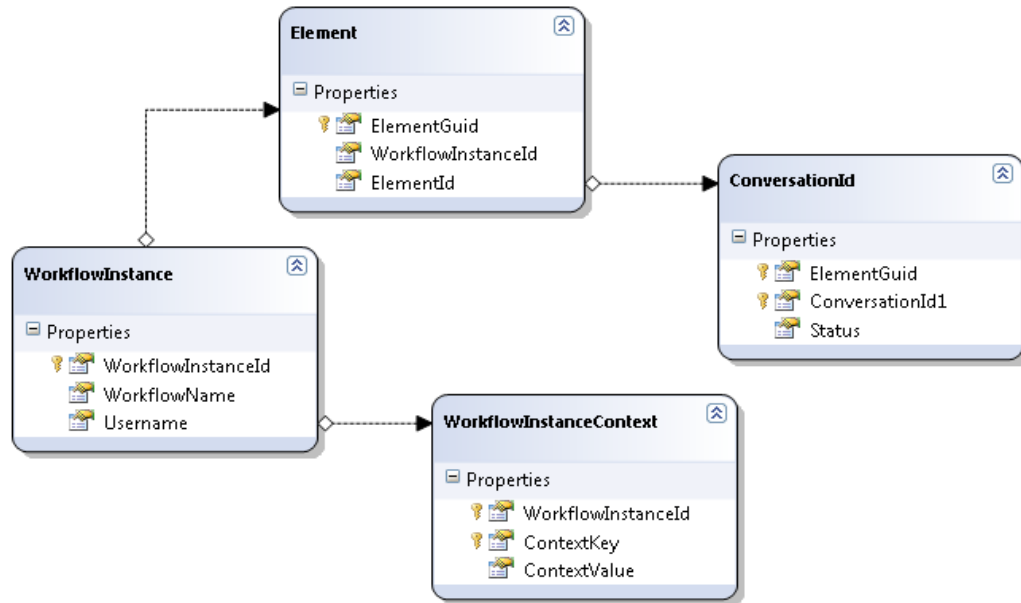 Element
Properties
ElementGuid
WorkflowInstanceId
ElementId
ConversationId
Properties
ElementGuid
ConversationId1
Status
WorkflowInstance
Properties
WorkflowInstanceId
WorkflowName
Username
WorkflowInstanceContext
Properties
WorkflowInstanceId
ContextKey
ContextValue